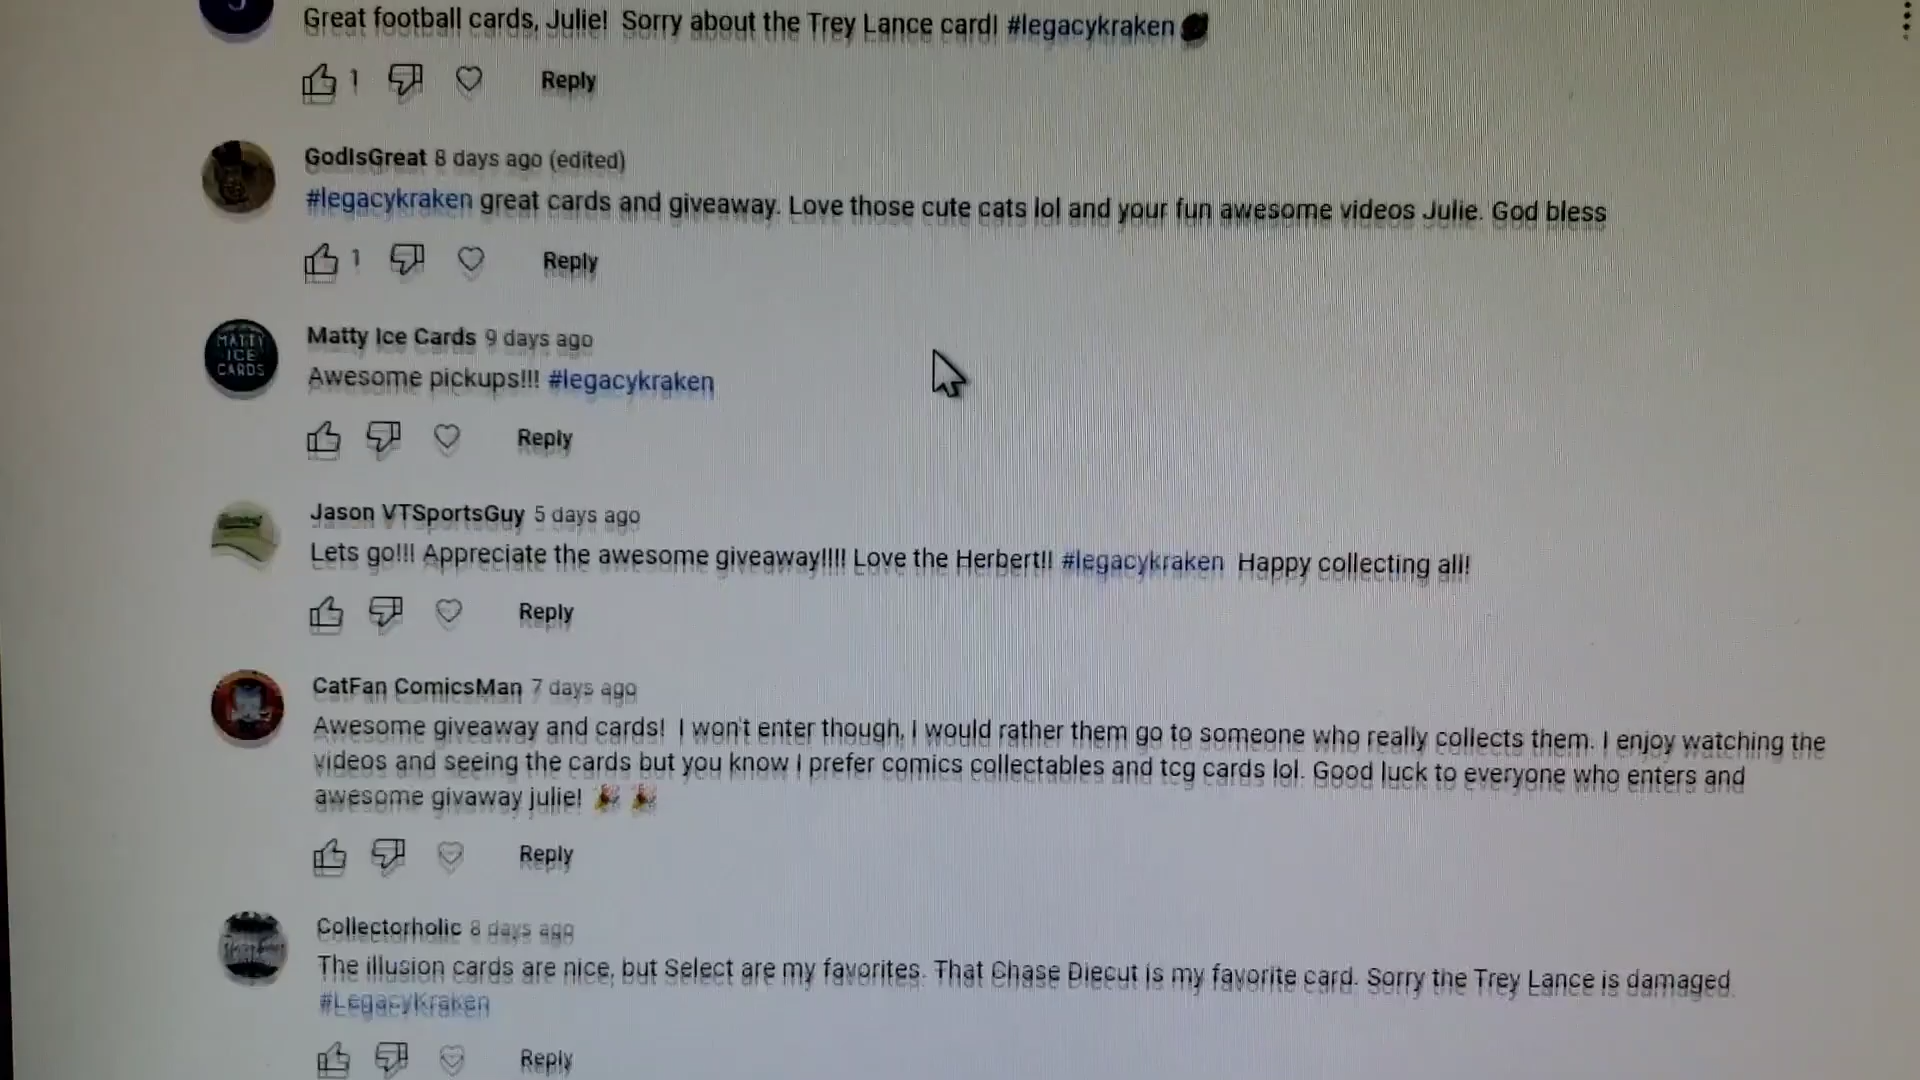 Great football cards, Julie! Sorry about the Trey Lance card! #legacykraken
1 Reply
GodIsGreat 8 days ago (edited)
#legacykraken great cards and giveaway. Love those cute cats lol and your fun awesome videos Julie. God bless
1 Reply
MATTY
ICE
CARDS
Matty Ice Cards 9 days ago
Awesome pickups!!! #legacykraken
Reply
Jason VTSportsGuy 5 days ago
Lets go!!! Appreciate the awesome giveaway!!!! Love the Herbert!! #legacykraken Happy collecting all!
Reply
CatFan ComicsMan 7 days ago
Awesome giveaway and cards! I won't enter though, I would rather them go to someone who really collects them. I enjoy watching the
videos and seeing the cards but you know I prefer comics collectables and tcg cards lol. Good luck to everyone who enters and
awesome givaway julie!
Reply
Collectorholic 8 days ago
The illusion cards are nice, but Select are my favorites. That Chase Diecut is my favorite card. Sorry the Trey Lance is damaged.
#LegacyKraken
Reply